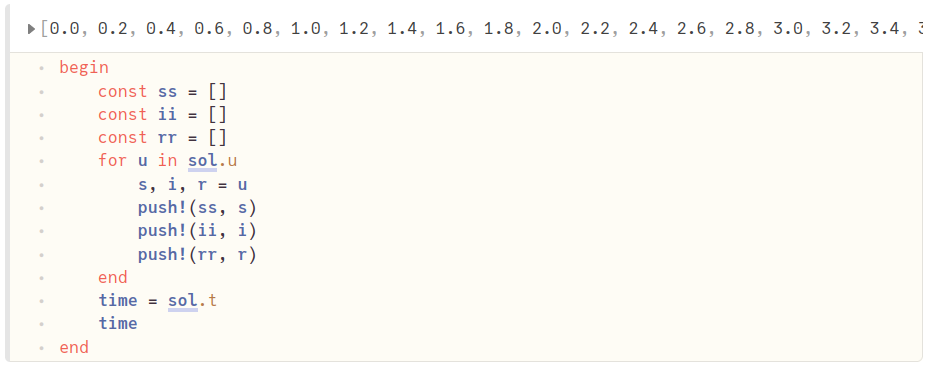 [0.0, 0.2, 0.4, 0.6, 0.8, 1.0, 1.2, 1.4, 1.6, 1.8, 2.0, 2.2, 2.4, 2.6, 2.8, 3.0, 3.2, 3.4,
begin
    const ss = []
    const ii = []
    const rr = []
    for u in sol.u
        s, i, r = u
        push!(ss, s)
        push!(ii, i)
        push!(rr, r)
    end
    time = sol.t
    time
end